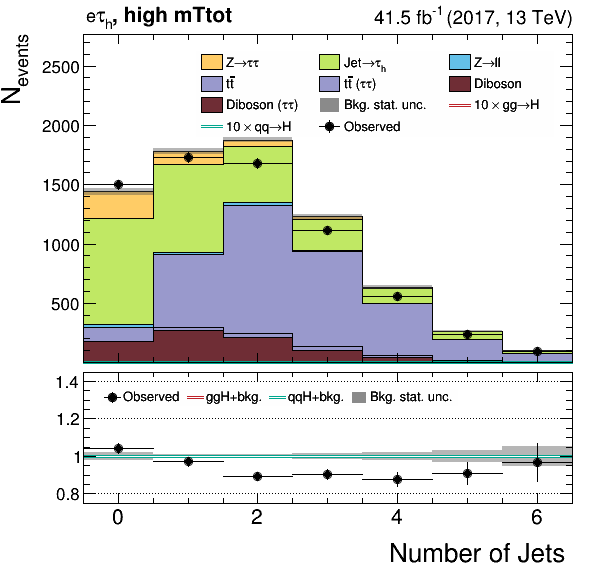 eτh, high mTtot 41.5 fb⁻¹ (2017, 13 TeV)
Nevents
2500
2000
1500
1000
500
Z→ττ Jet→τh Z→ll
tt̄ tt̄ (ττ) Diboson
Diboson (ττ) Bkg. stat. unc. 10 × gg→H
10 × qq→H Observed
1.4
1.2
1
0.8
Observed ggH+bkg. qqH+bkg. Bkg. stat. unc.
0 2 4 6
Number of Jets